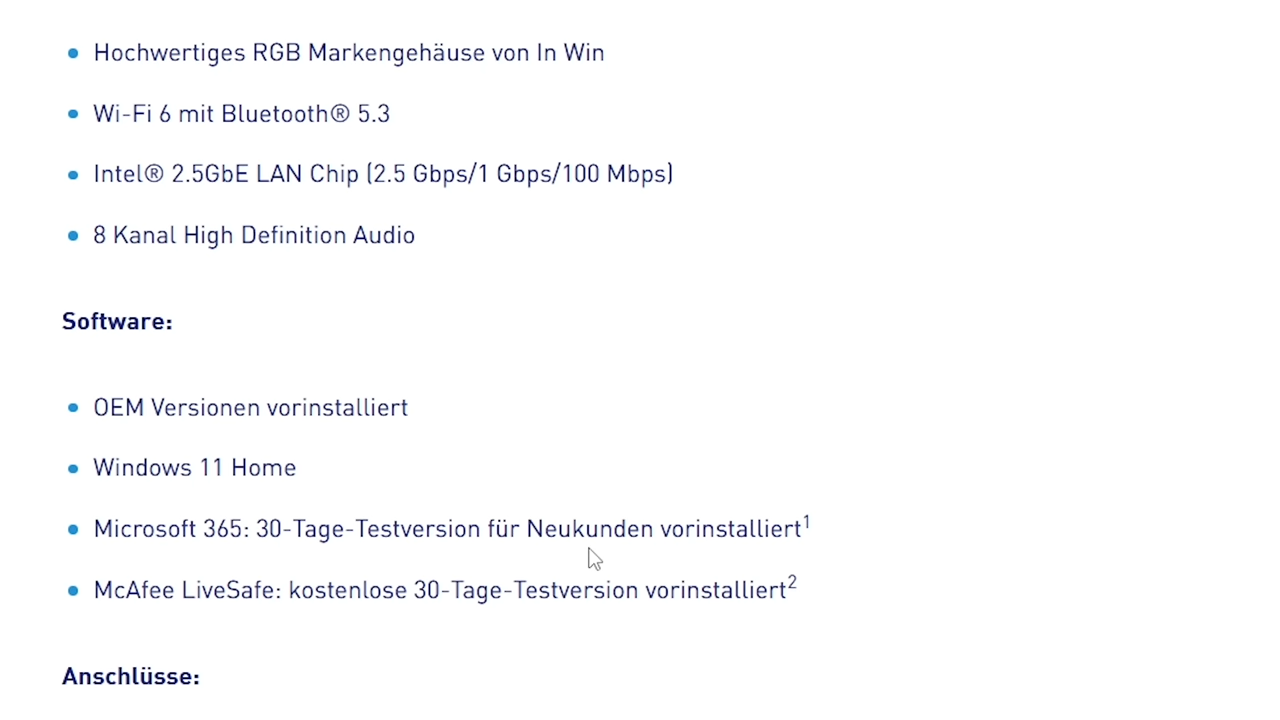 Hochwertiges RGB Markengehäuse von In Win
Wi-Fi 6 mit Bluetooth® 5.3
Intel® 2.5GbE LAN Chip (2.5 Gbps/1 Gbps/100 Mbps)
8 Kanal High Definition Audio
Software:
OEM Versionen vorinstalliert
Windows 11 Home
Microsoft 365: 30-Tage-Testversion für Neukunden vorinstalliert¹
McAfee LiveSafe: kostenlose 30-Tage-Testversion vorinstalliert²
Anschlüsse: